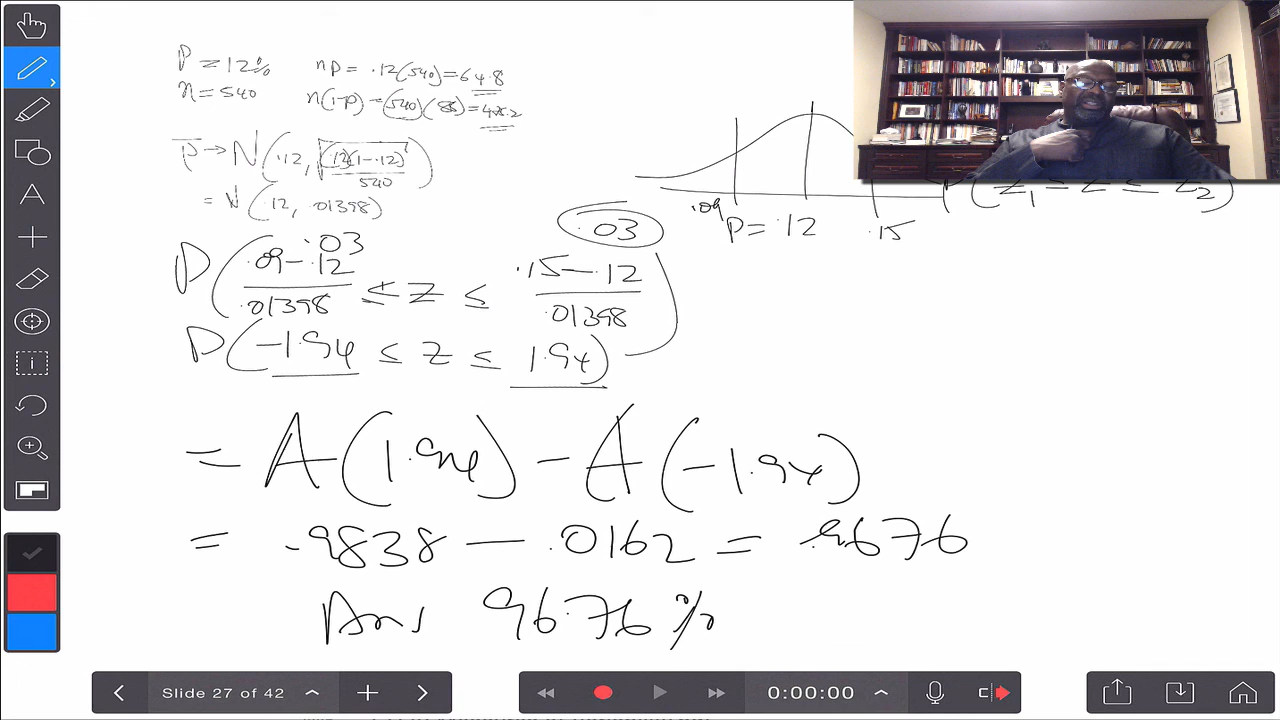 P = 12%
n = 540
np = .12(540) = 64.8
n(1-p) = (540)(.88) = 475.2
P̅ → N(.12, √(.12)(1-.12)/540)
= N(.12, .01398)
.03
.09 P = .12 .15
P(Z₁ ≤ Z ≤ Z₂)
.03
P(.09 - .12/.01398 ≤ Z ≤ .15 - .12/.01398)
P(-1.94 ≤ Z ≤ 1.94)
= A(1.94) - A(-1.94)
= .9838 - .0162 = .9676
Ans 96.76%
Slide 27 of 42
0:00:00